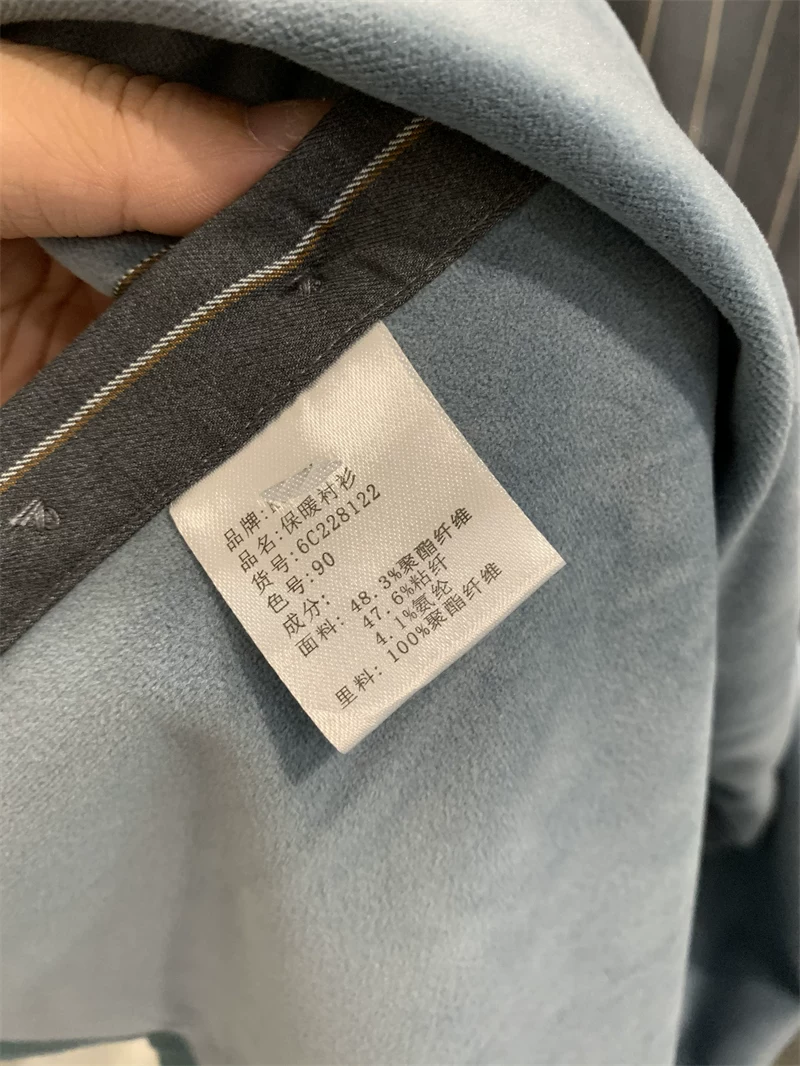 品牌:
品名:保暖衬衫
货号:6C228122
色号:90
成分:
面料: 48.3%聚酯纤维
47.6%粘纤
4.1%氨纶
里料: 100%聚酯纤维